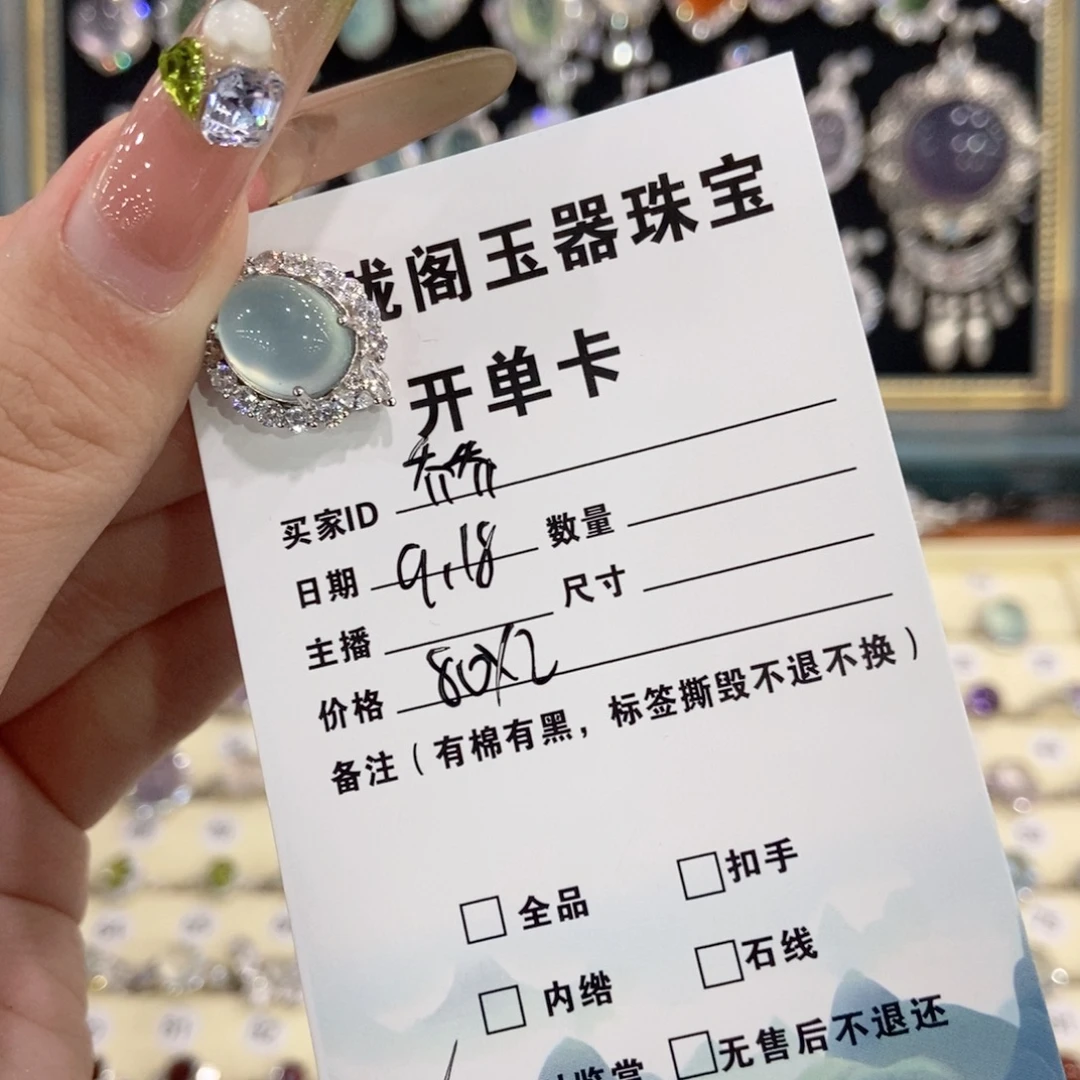 珑阁玉器珠宝
开单卡
买家ID
日期 9.18 数量
主播 尺寸
价格 80X2
备注(有棉有黑,标签撕毁不退不换)
全品 扣手
内绺 石线
监赏 无售后不退还